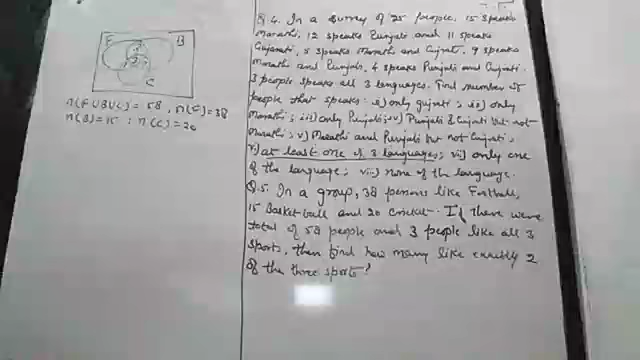 F B
C
n(F∪B∪C) = 58, n(F)=38
n(B)=15 ; n(C)=20
Q.4. In a survey of 25 people, 15 speaks
Marathi, 12 speaks Punjabi and 11 speaks
Gujarati, 5 speaks Marathi and Gujrati, 9 speaks
Marathi and Punjabi, 4 speaks Punjabi and Gujrati.
3 people speaks all 3 languages. Find number of
people that speaks: i) only gujrati; ii) only
Marathi; iii) only Punjabi; iv) Punjabi & Gujrati but not
Marathi; v) Marathi and Punjabi but not Gujrati;
vi) at least one of 3 languages; vii) only one
of the language; viii) none of the language.
Q.5. In a group, 38 persons like Football,
15 Basketball and 20 cricket. If there were
total of 58 people and 3 people like all 3
sports, then find how many like exactly 2
of the three sports?